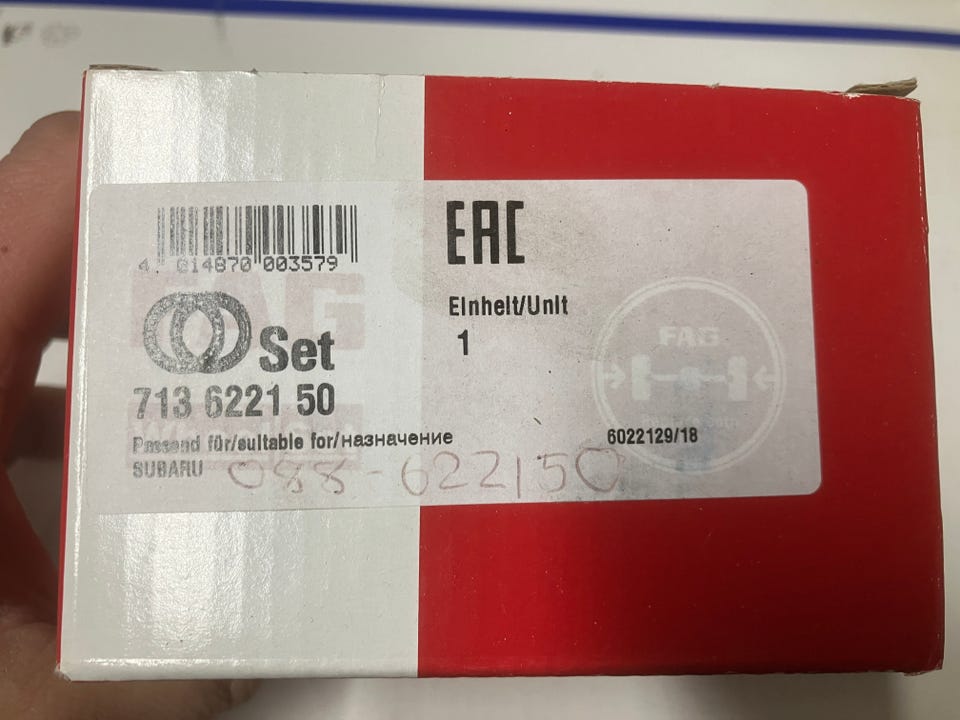 4 014870 003579
EAC
Einheit/Unit
1
FAG
Set
713 6221 50
Passend für/suitable for/назначение
SUBARU
6022129/18
088-622150
FAG